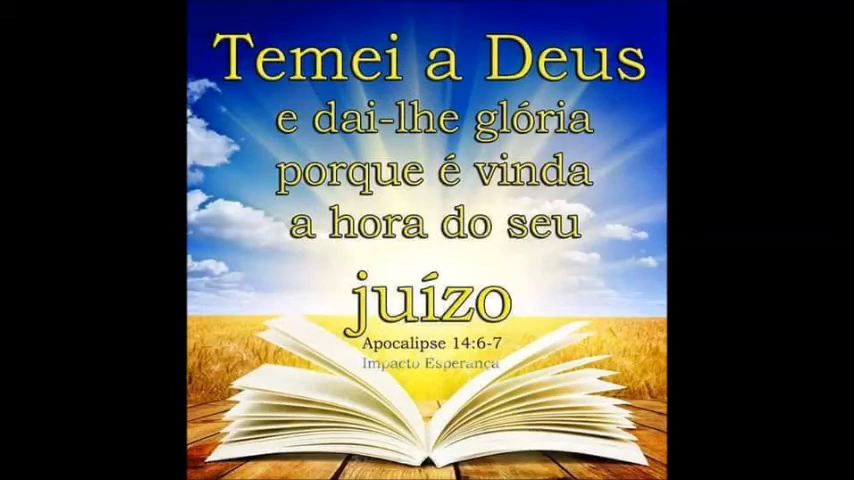 Temei a Deus
e dai-lhe glória
porque é vinda
a hora do seu
juízo
Apocalipse 14:6-7
Impacto Esperança